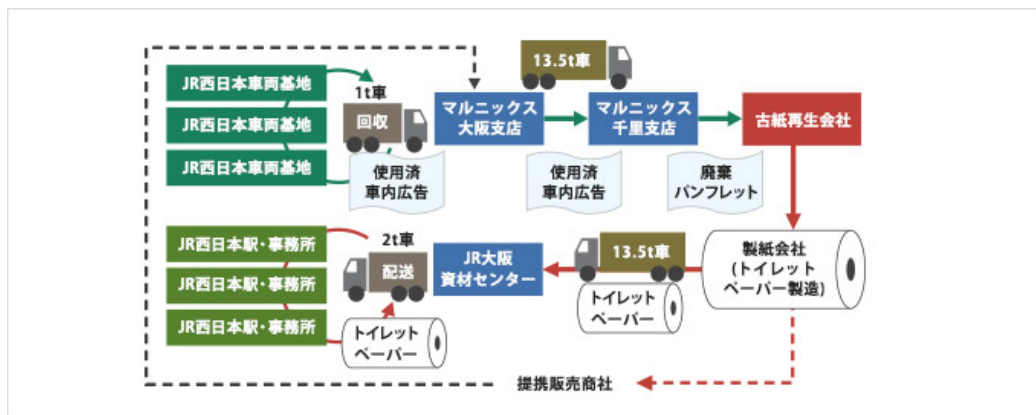 13.5t車
JR西日本車両基地
JR西日本車両基地
JR西日本車両基地
1t車
回収
マルニックス
大阪支店
マルニックス
千里支店
古紙再生会社
使用済
車内広告
使用済
車内広告
廃棄
パンフレット
JR西日本駅・事務所
JR西日本駅・事務所
JR西日本駅・事務所
2t車
配送
JR大阪
資材センター
13.5t車
製紙会社
(トイレット
ペーパー製造)
トイレット
ペーパー
トイレット
ペーパー
提携販売商社